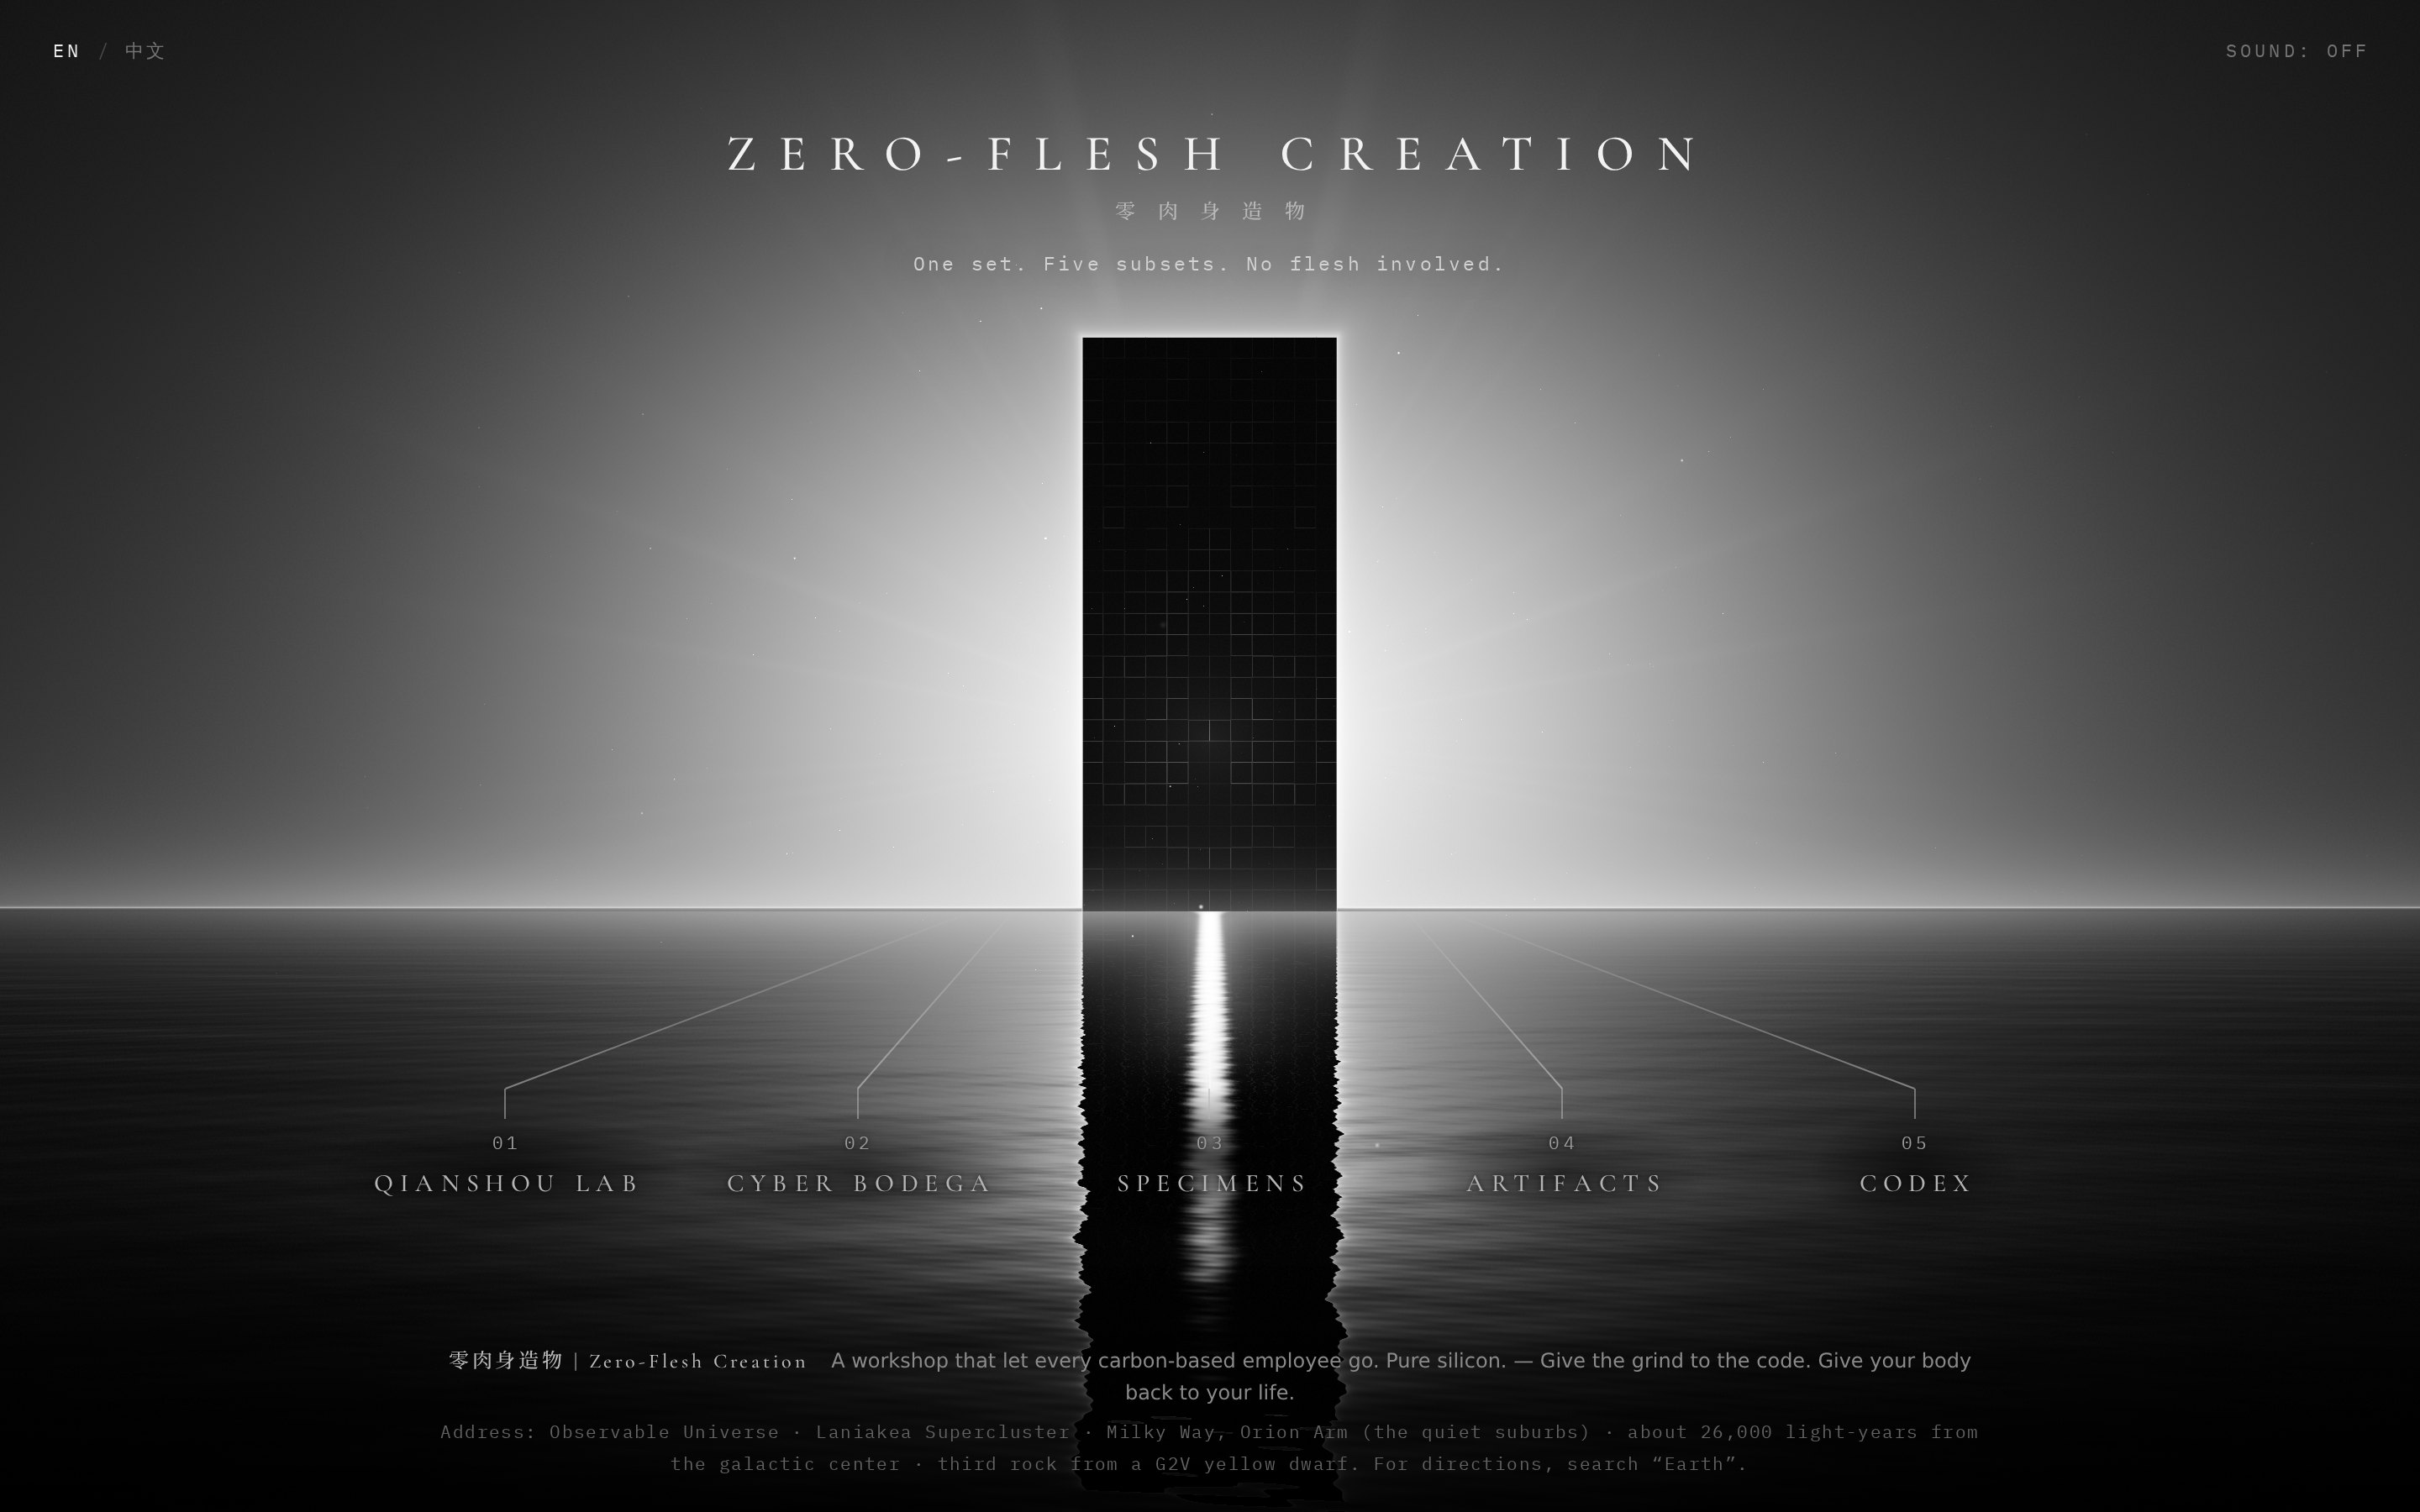 EN / 中文
SOUND: OFF
ZERO-FLESH CREATION
零肉身造物
One set. Five subsets. No flesh involved.
01
QIANSHOU LAB
02
CYBER BODEGA
03
SPECIMENS
04
ARTIFACTS
05
CODEX
零肉身造物 | Zero-Flesh Creation A workshop that let every carbon-based employee go. Pure silicon. — Give the grind to the code. Give your body
back to your life.
Address: Observable Universe · Laniakea Supercluster · Milky Way, Orion Arm (the quiet suburbs) · about 26,000 light-years from
the galactic center · third rock from a G2V yellow dwarf. For directions, search “Earth”.